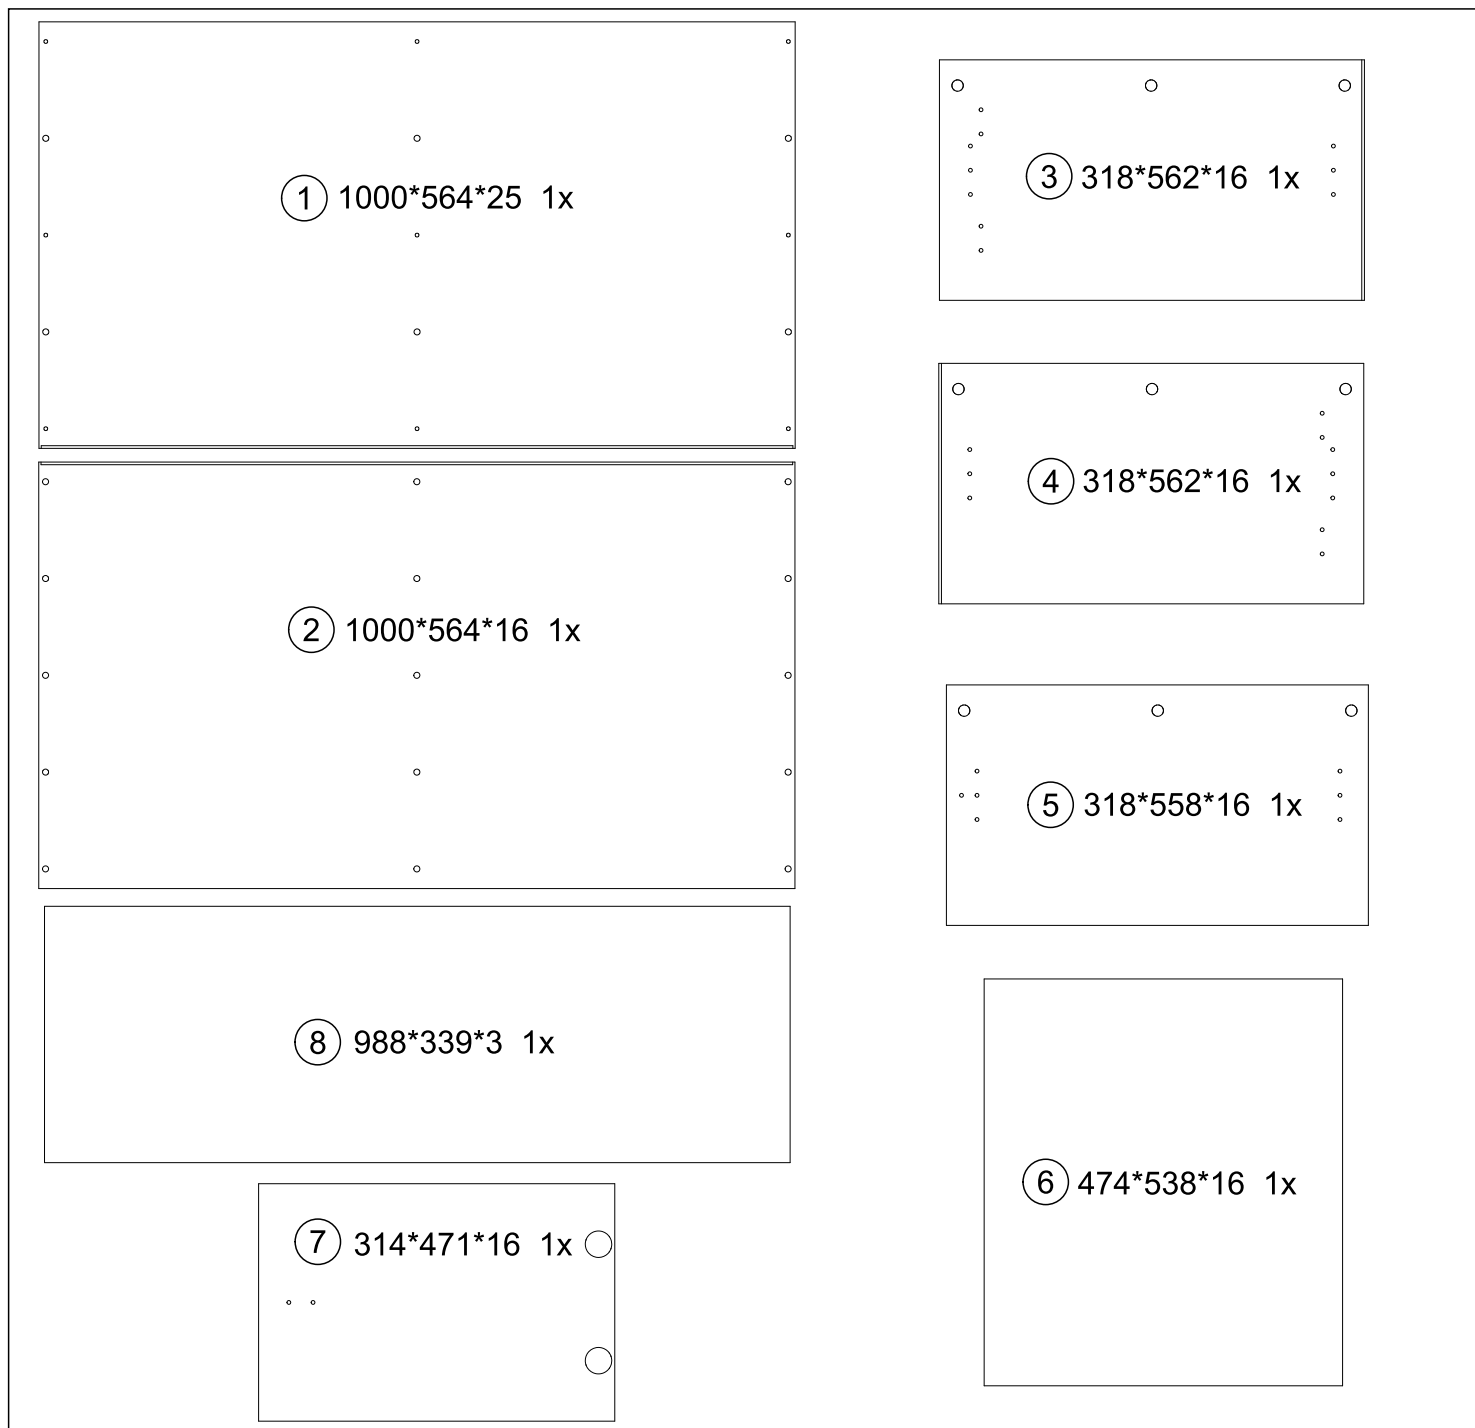 1 1000*564*25 1x
2 1000*564*16 1x
8 988*339*3 1x
7 314*471*16 1x
3 318*562*16 1x
4 318*562*16 1x
5 318*558*16 1x
6 474*538*16 1x